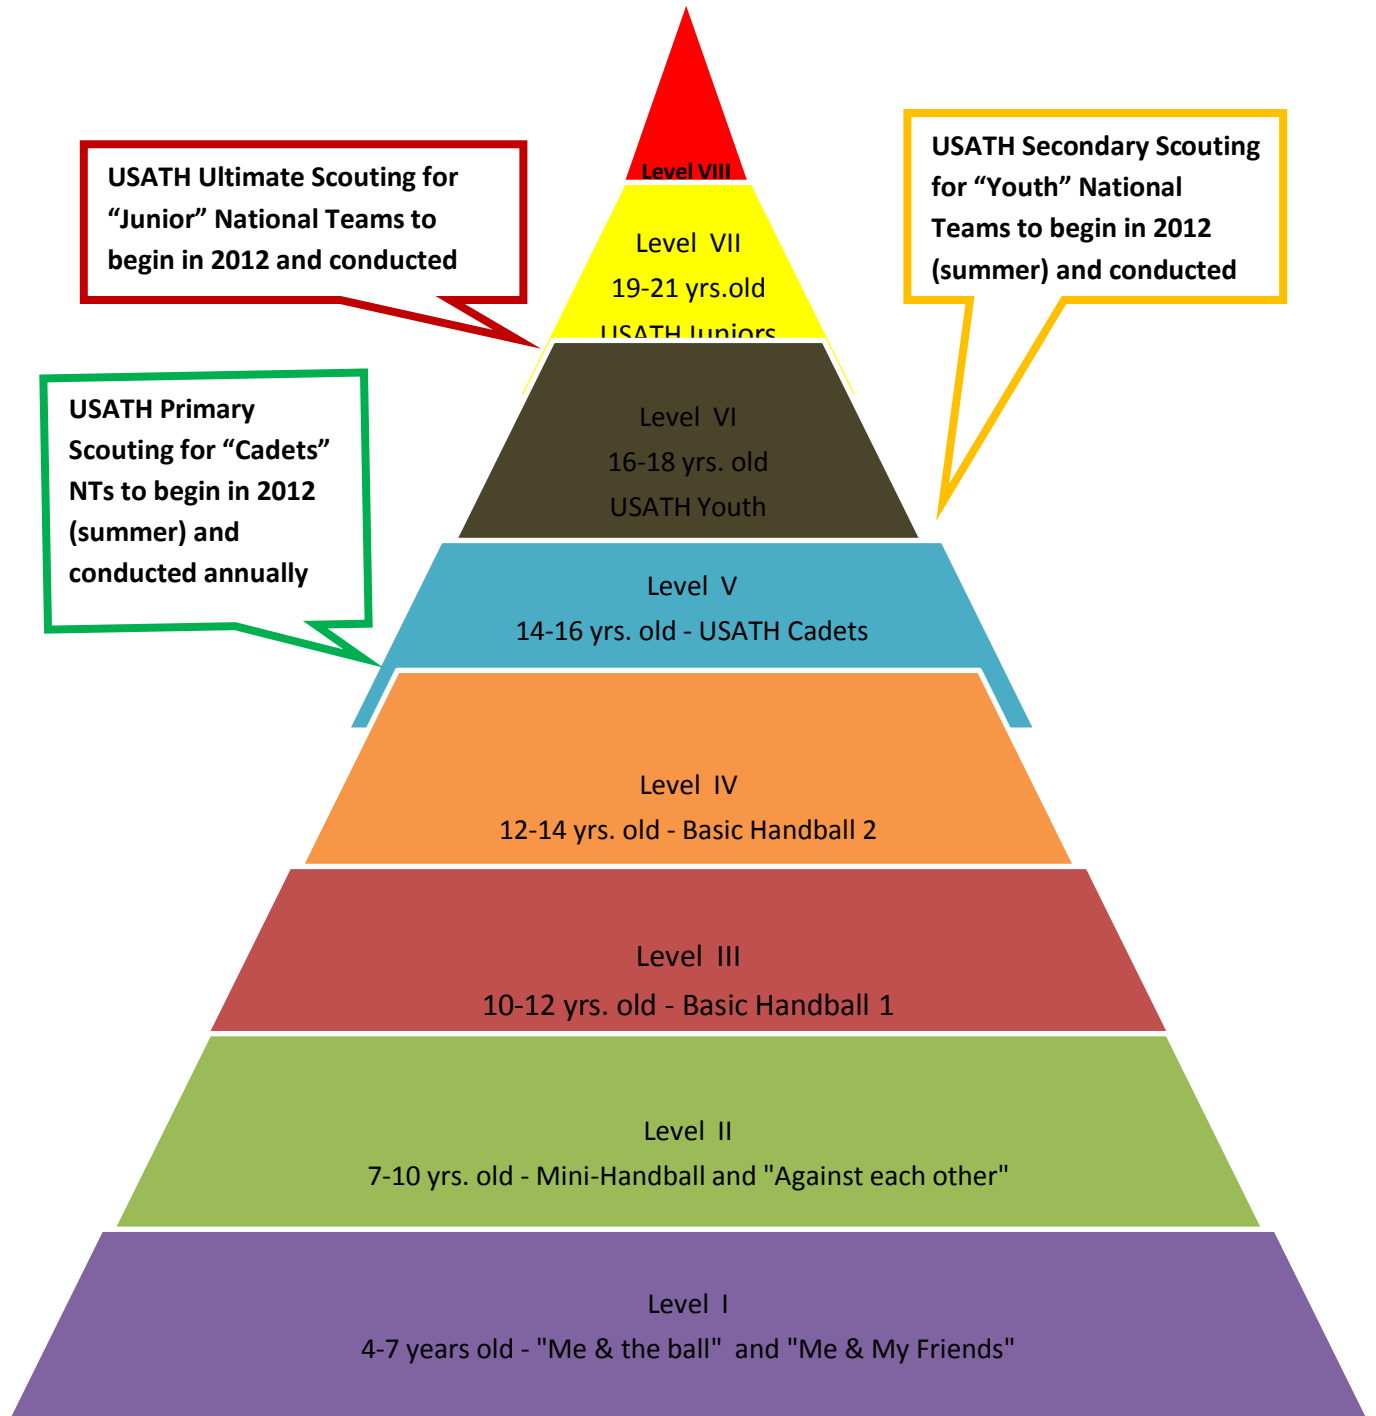 Level VIII
USATH Ultimate Scouting for
“Junior” National Teams to
begin in 2012 and conducted
USATH Secondary Scouting
for “Youth” National
Teams to begin in 2012
(summer) and conducted
Level VII
19-21 yrs.old
USATH Juniors
USATH Primary
Scouting for “Cadets”
NTs to begin in 2012
(summer) and
conducted annually
Level VI
16-18 yrs. old
USATH Youth
Level V
14-16 yrs. old - USATH Cadets
Level IV
12-14 yrs. old - Basic Handball 2
Level III
10-12 yrs. old - Basic Handball 1
Level II
7-10 yrs. old - Mini-Handball and "Against each other"
Level I
4-7 years old - "Me & the ball" and "Me & My Friends"